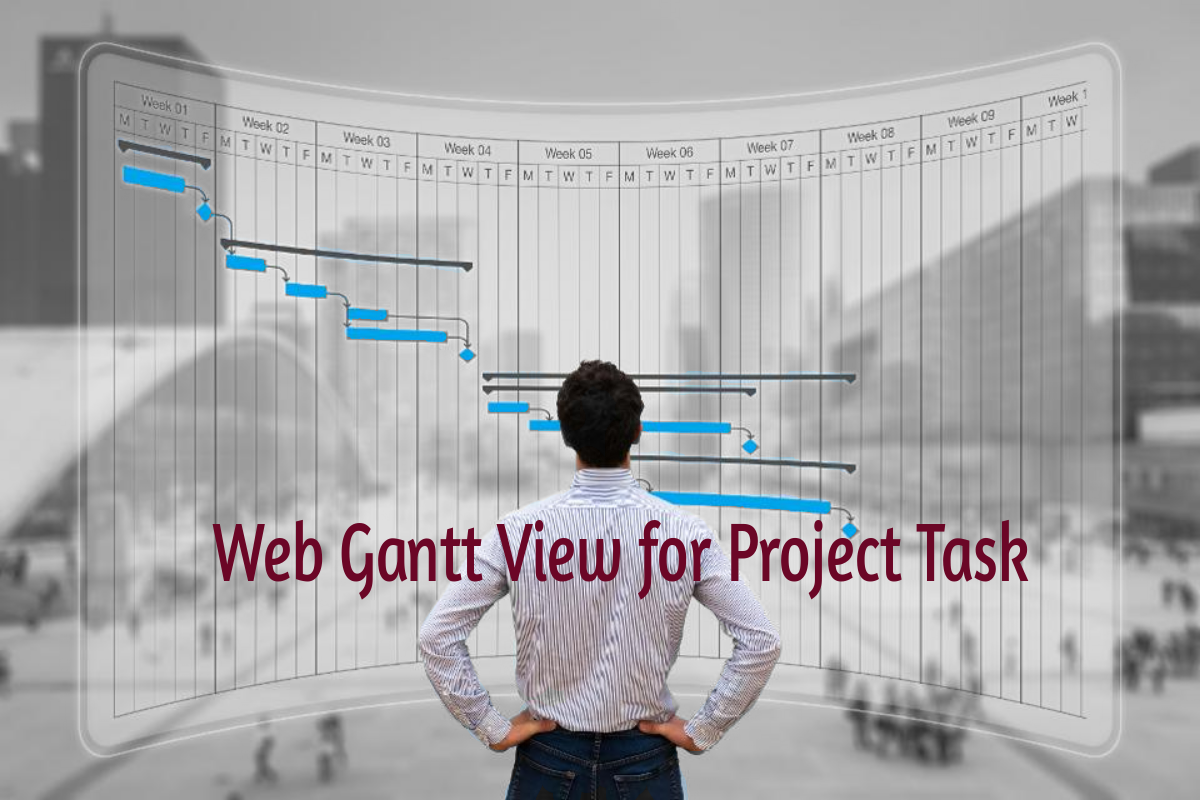 Week 01
Week 02
Week 03
Week 04
Week 05
Week 06
Week 07
Week 08
Week 09
Week 1
M T W T F
M T W T F
M T W T F
M T W T F
M T W T F
M T W T F
M T W T F
M T W T F
M T W T F
M T W
Web Gantt View for Project Task